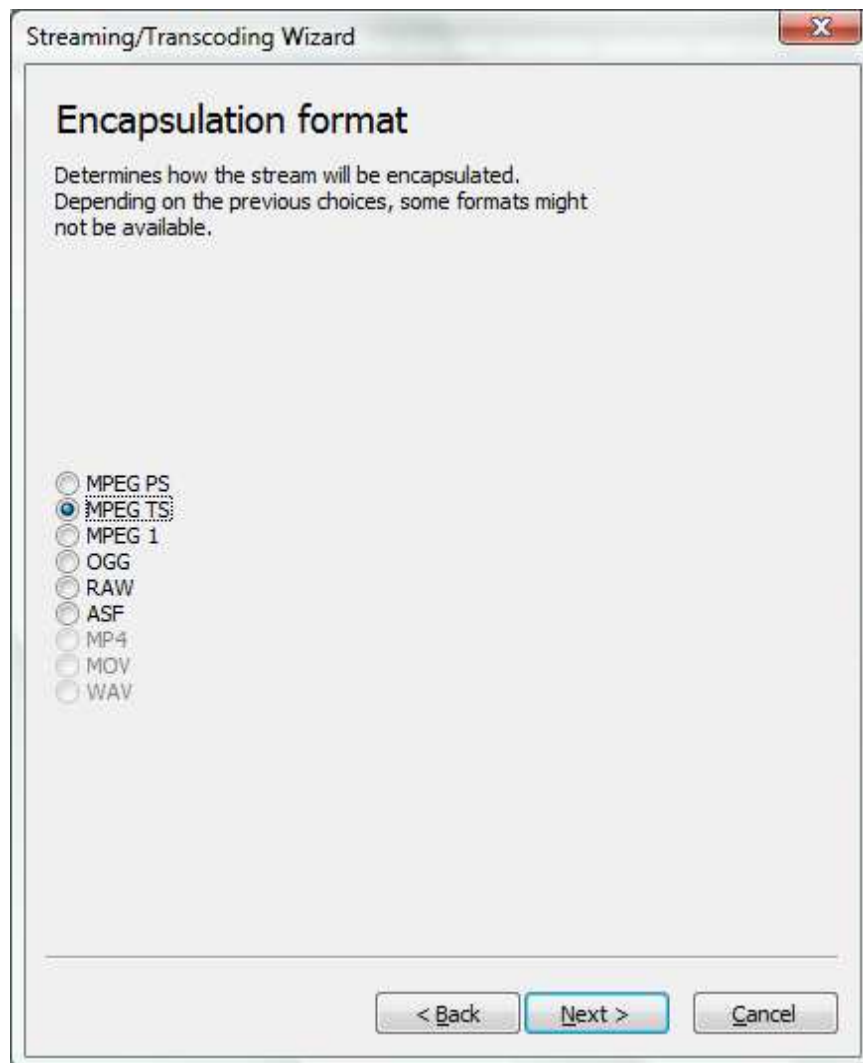 Streaming/Transcoding Wizard
Encapsulation format
Determines how the stream will be encapsulated.
Depending on the previous choices, some formats might
not be available.
MPEG PS
MPEG TS
MPEG 1
OGG
RAW
ASF
MP4
MOV
WAV
< Back
Next >
Cancel